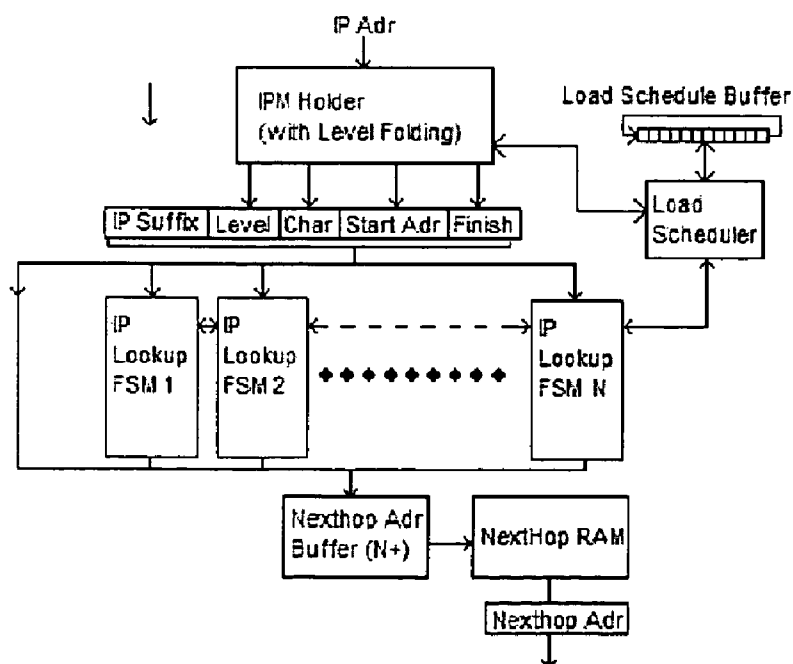 IP Adr
IPM Holder
(with Level Folding)
Load Schedule Buffer
Load
Scheduler
IP Suffix Level Char Start Adr Finish
IP
Lookup
FSM 1
IP
Lookup
FSM 2
IP
Lookup
FSM N
Nexthop Adr
Buffer (N+)
NextHop RAM
Nexthop Adr